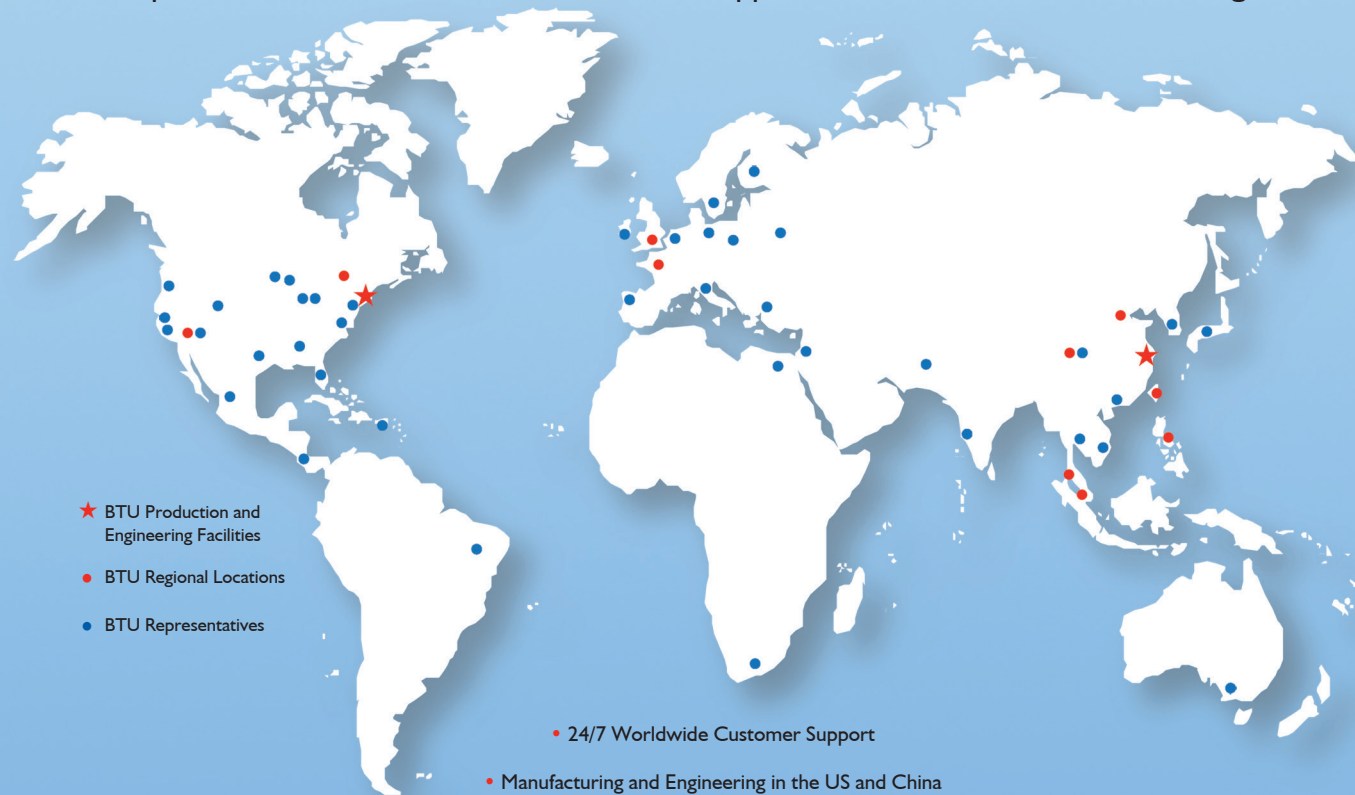 BTU Production and
Engineering Facilities
BTU Regional Locations
BTU Representatives
• 24/7 Worldwide Customer Support
• Manufacturing and Engineering in the US and China